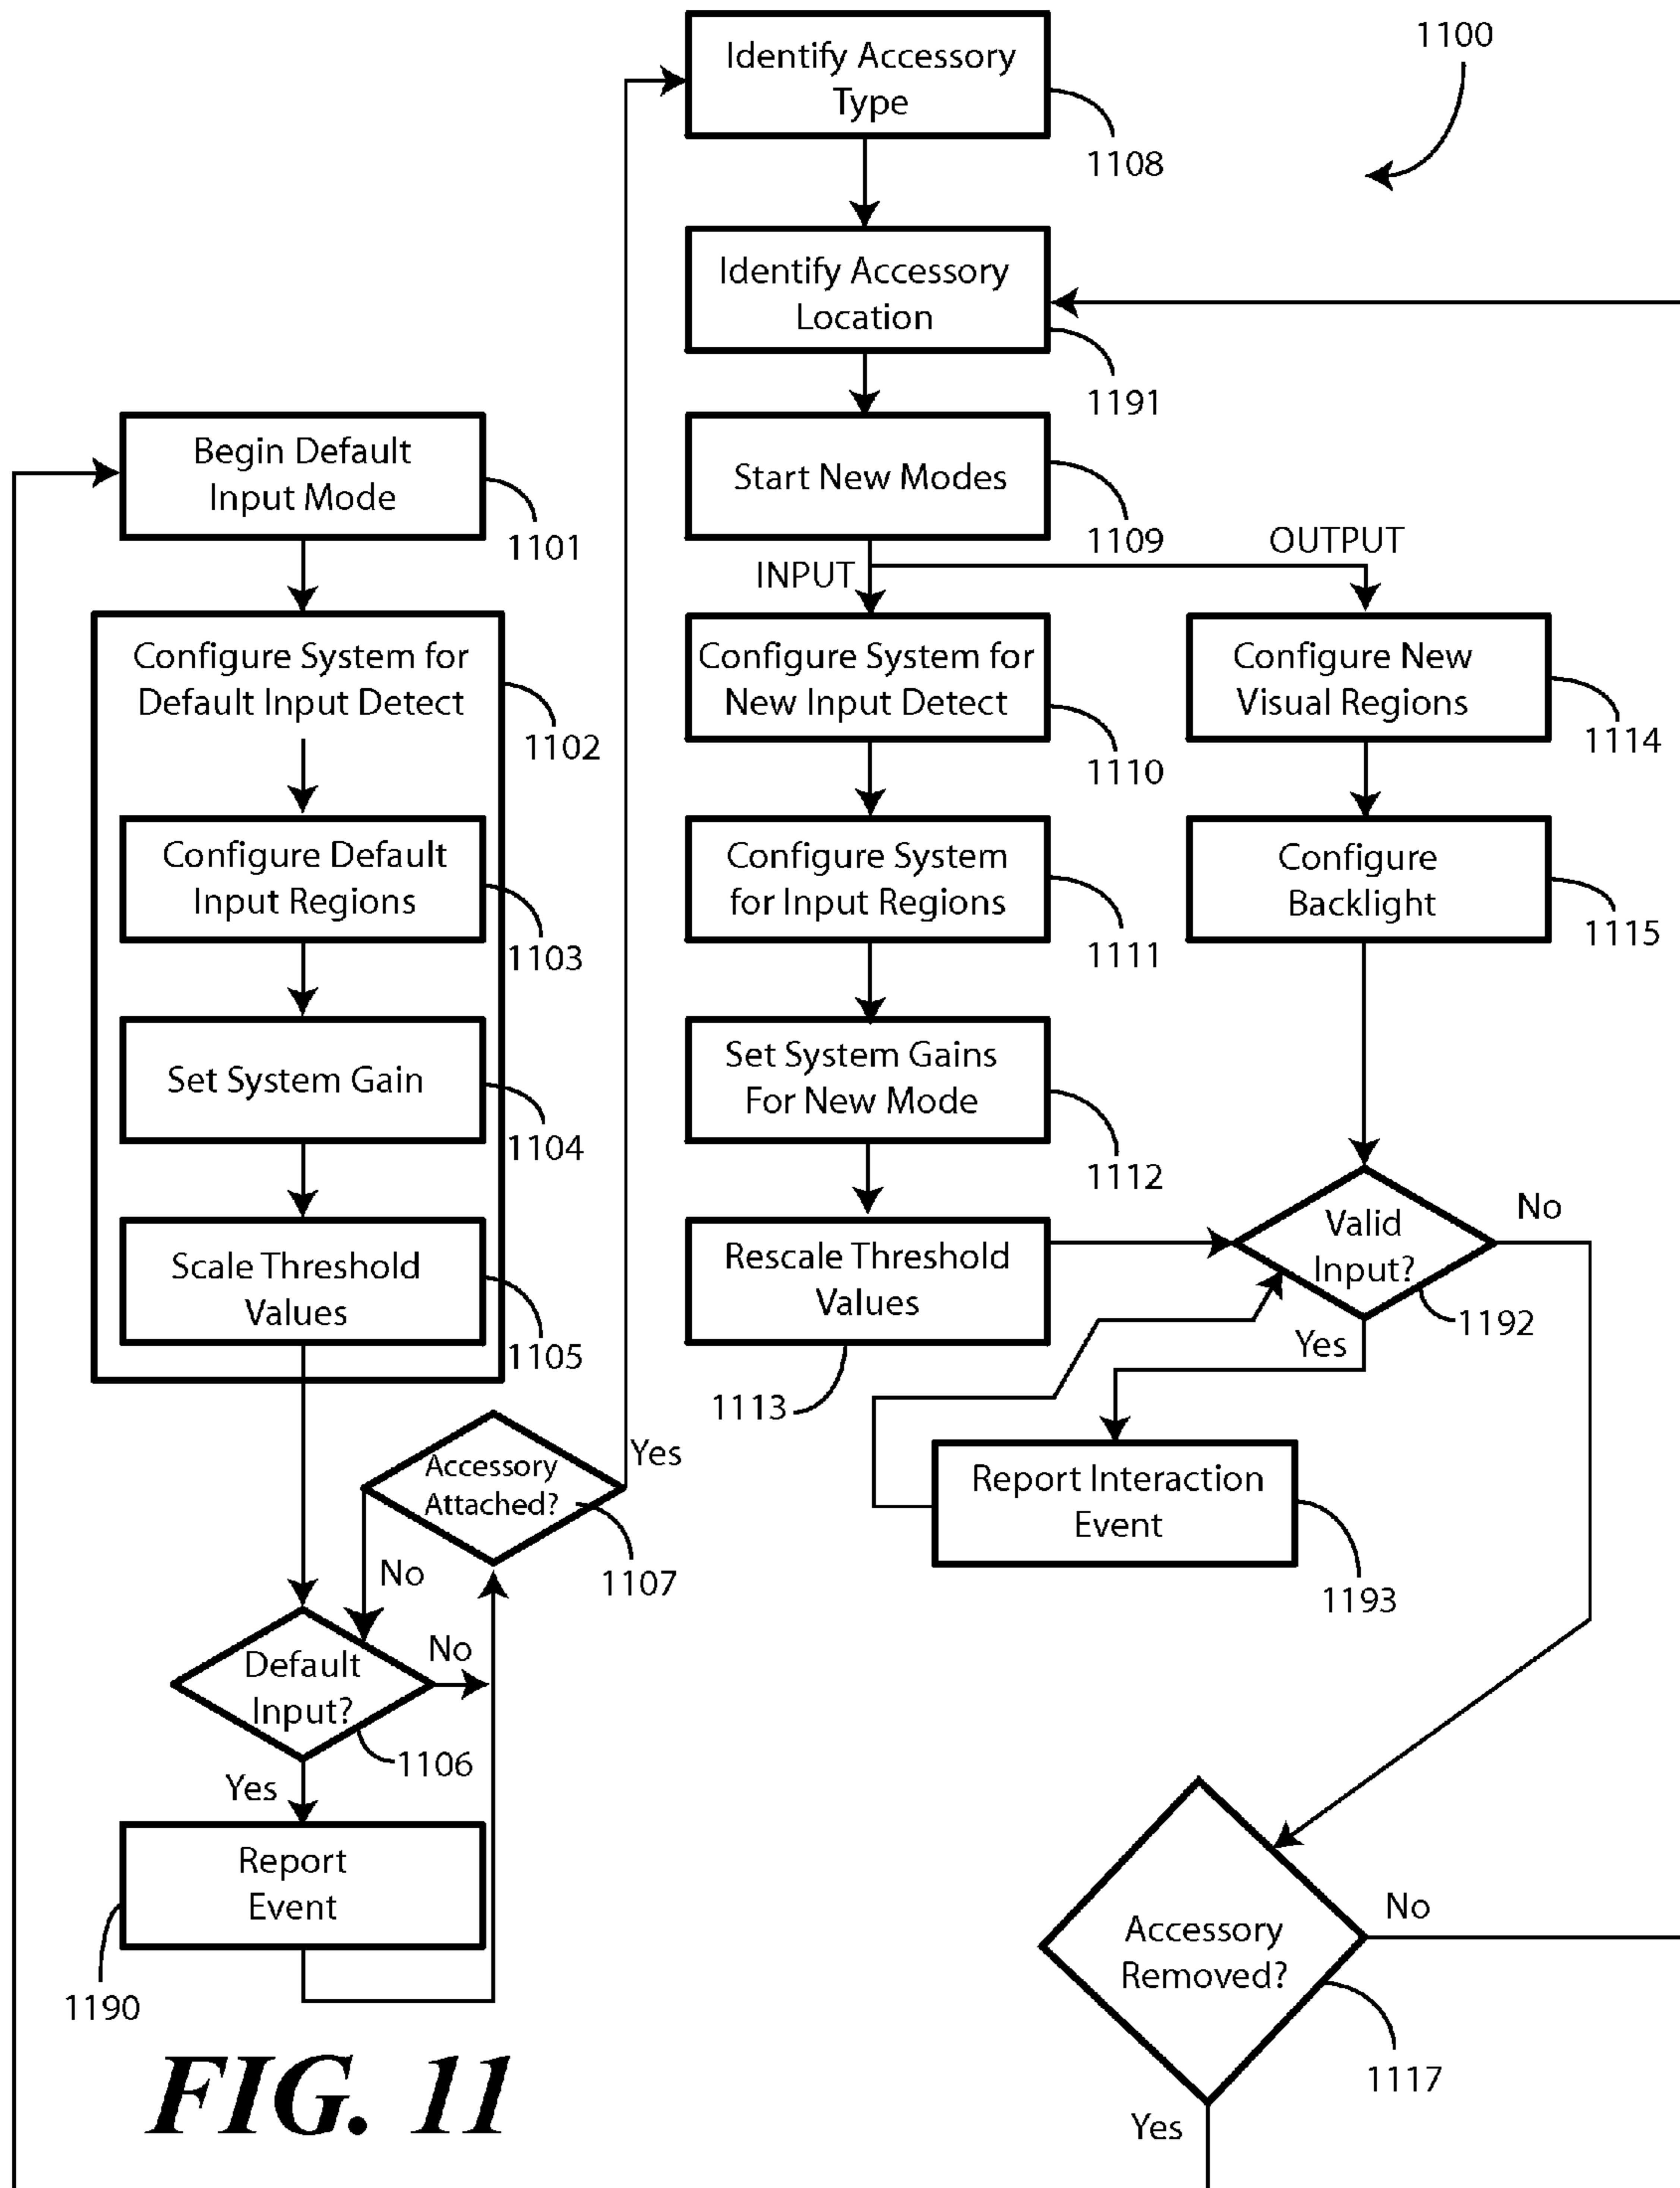 1100
Identify Accessory
Type
1108
Identify Accessory
Location
1191
Begin Default
Input Mode
1101
Start New Modes
1109
INPUT
OUTPUT
Configure System for
Default Input Detect
1102
Configure Default
Input Regions
1103
Set System Gain
1104
Scale Threshold
Values
1105
Configure System for
New Input Detect
1110
Configure System
for Input Regions
1111
Set System Gains
For New Mode
1112
Rescale Threshold
Values
1113
Configure New
Visual Regions
1114
Configure
Backlight
1115
Valid
Input?
No
1192
Yes
Report Interaction
Event
1193
Accessory
Attached?
Yes
1107
No
Default
Input?
No
1106
Yes
Report
Event
1190
Accessory
Removed?
No
1117
Yes
FIG. 11